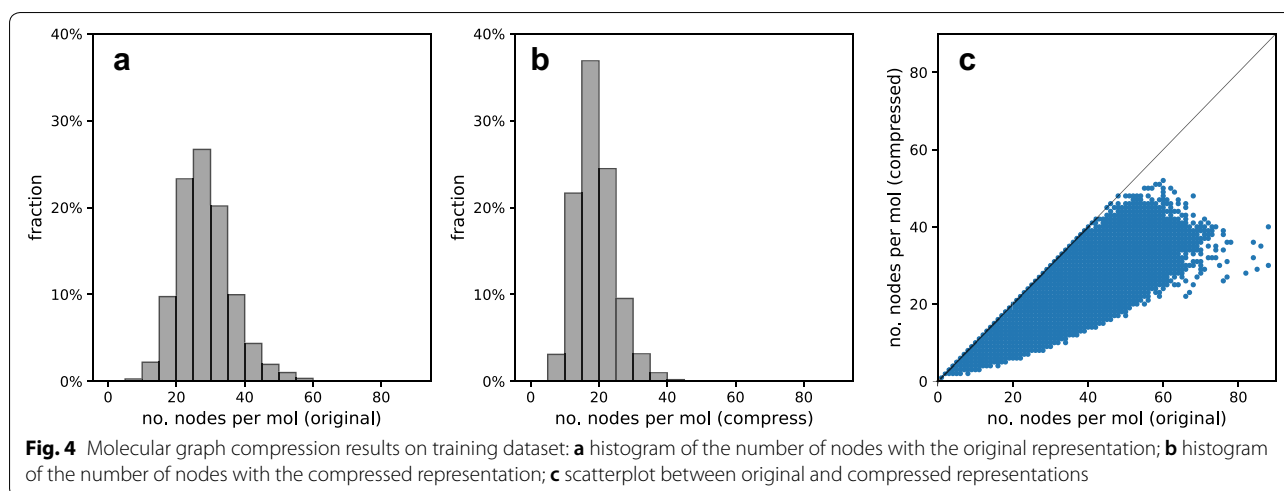 a
40%
30%
20%
10%
0%
fraction
0 20 40 60 80
no. nodes per mol (original)
b
40%
30%
20%
10%
0%
fraction
0 20 40 60 80
no. nodes per mol (compress)
c
80
60
40
20
0
no. nodes per mol (compressed)
0 20 40 60 80
no. nodes per mol (original)
Fig. 4 Molecular graph compression results on training dataset: a histogram of the number of nodes with the original representation; b histogram
of the number of nodes with the compressed representation; c scatterplot between original and compressed representations